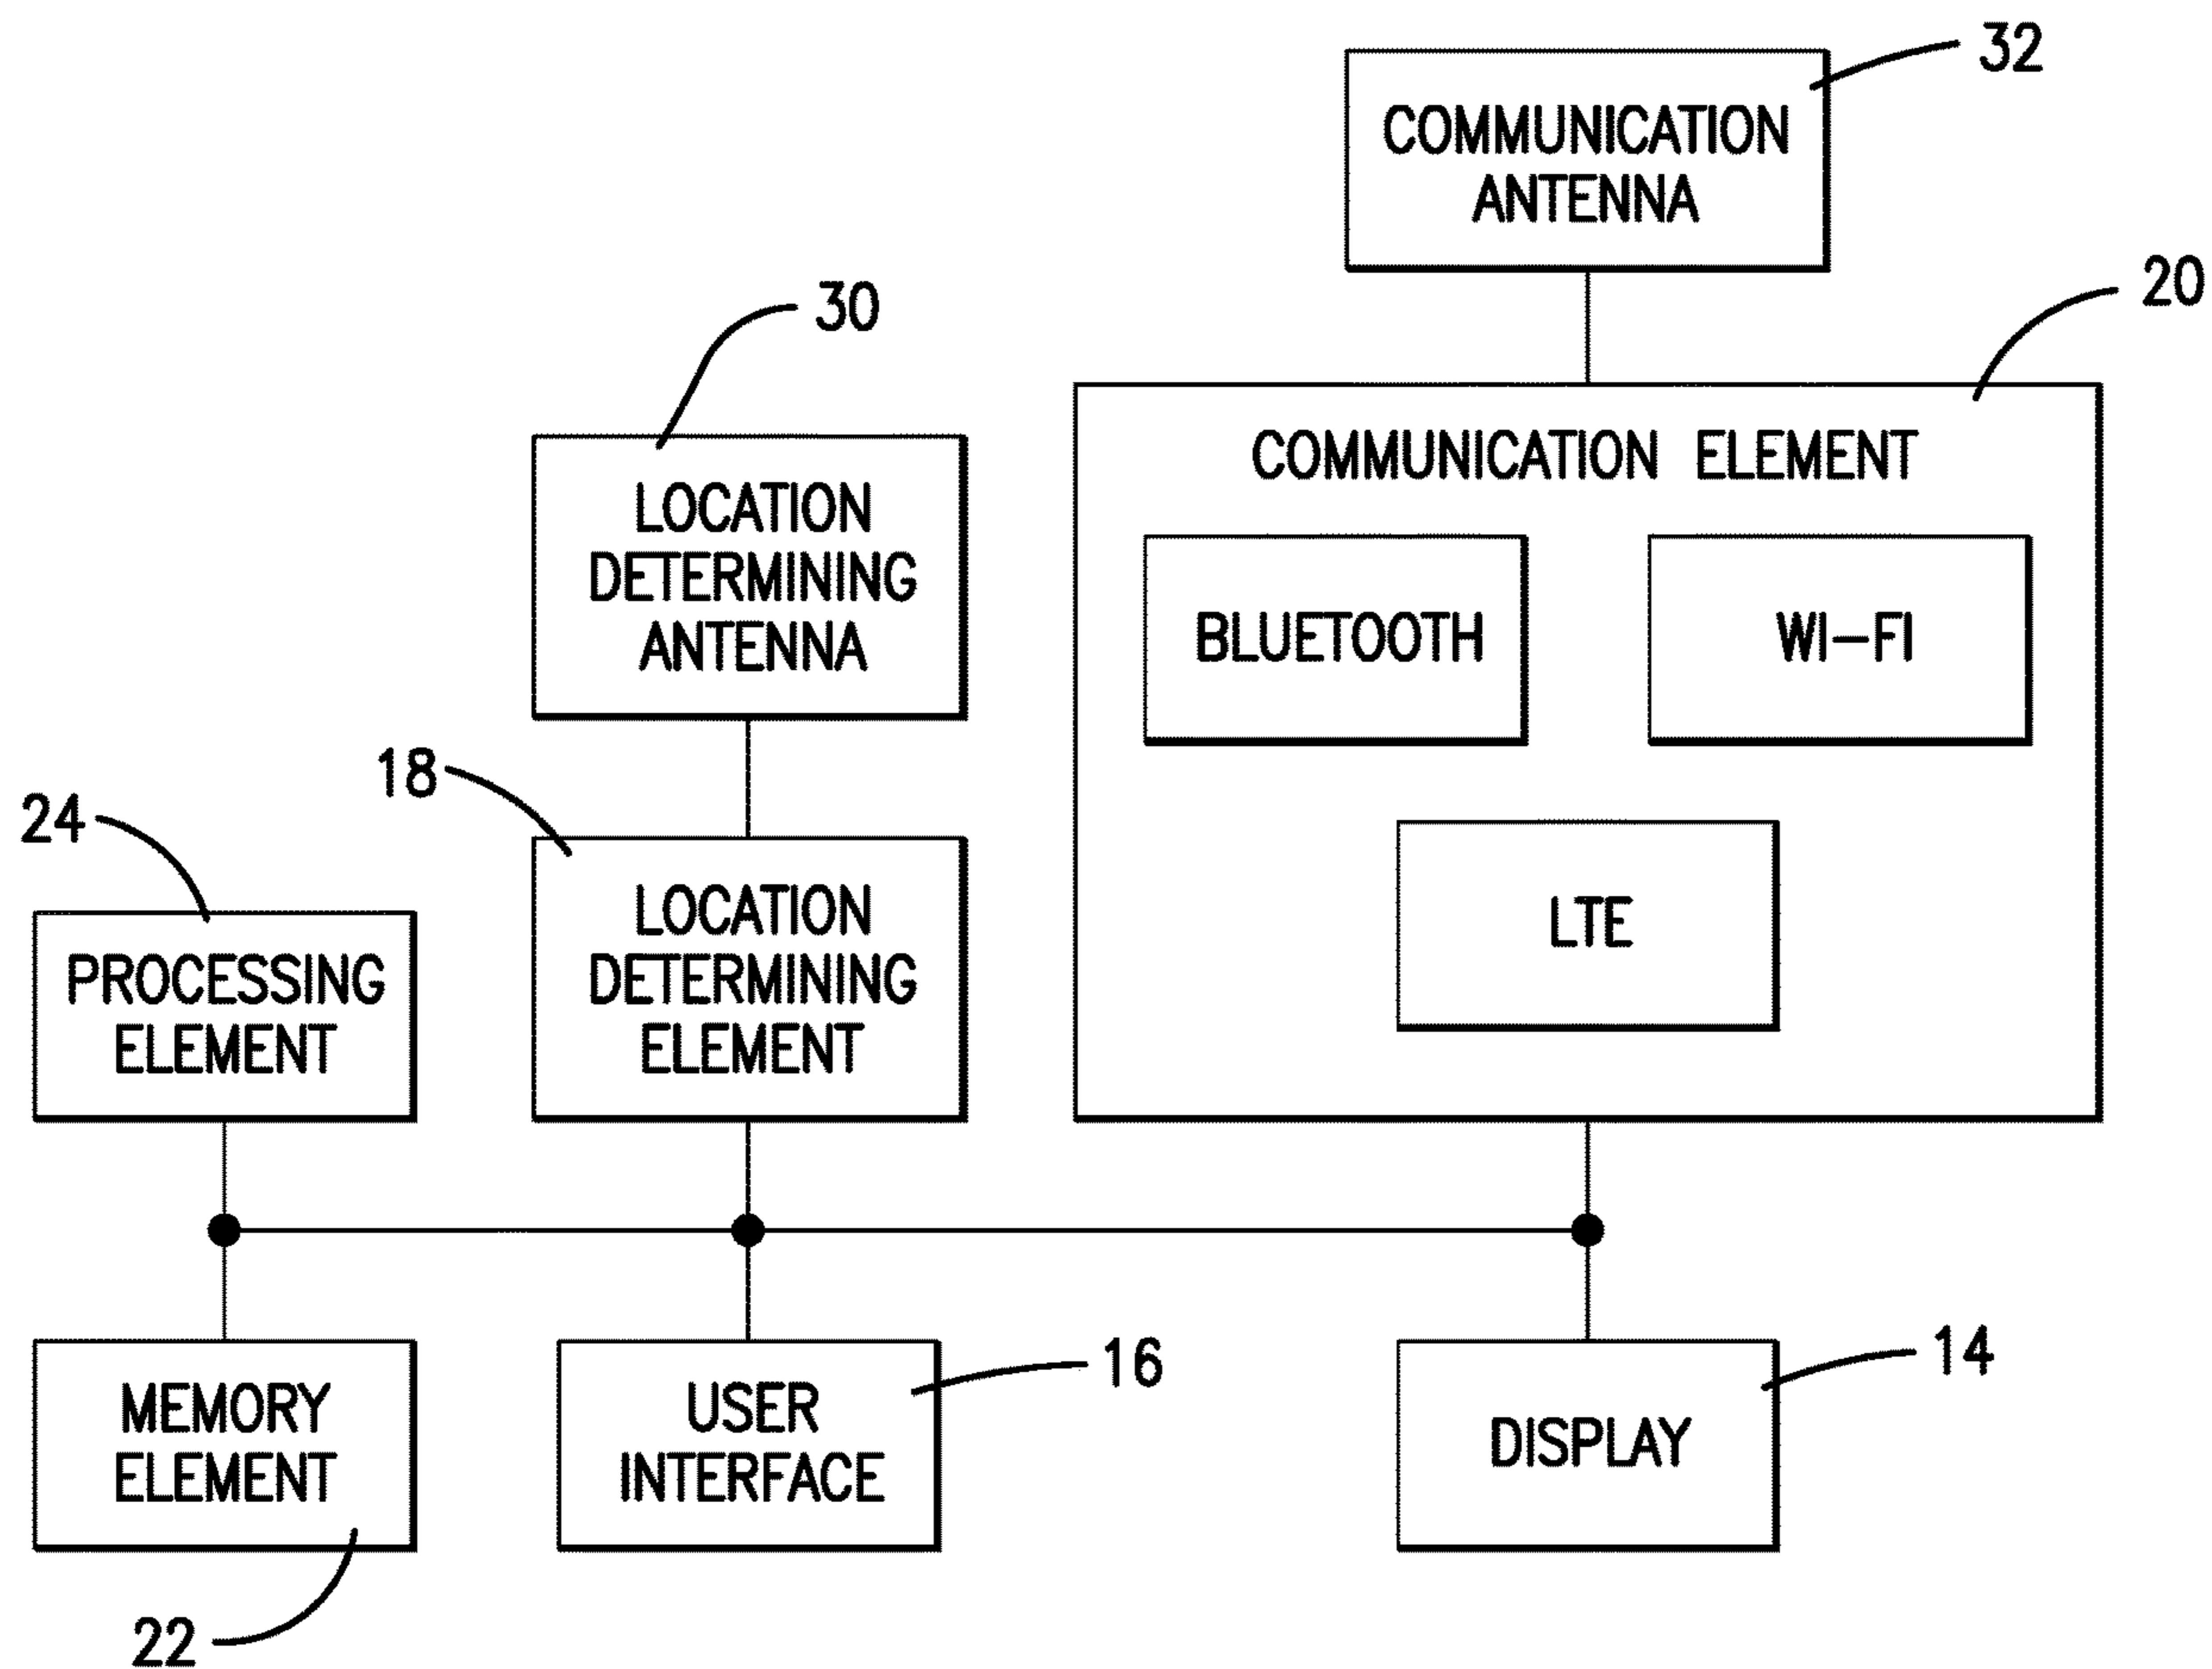 32
COMMUNICATION
ANTENNA
20
30
COMMUNICATION ELEMENT
LOCATION
DETERMINING
ANTENNA
BLUETOOTH
WI-FI
18
24
LOCATION
DETERMINING
ELEMENT
LTE
PROCESSING
ELEMENT
MEMORY
ELEMENT
22
USER
INTERFACE
16
DISPLAY
14